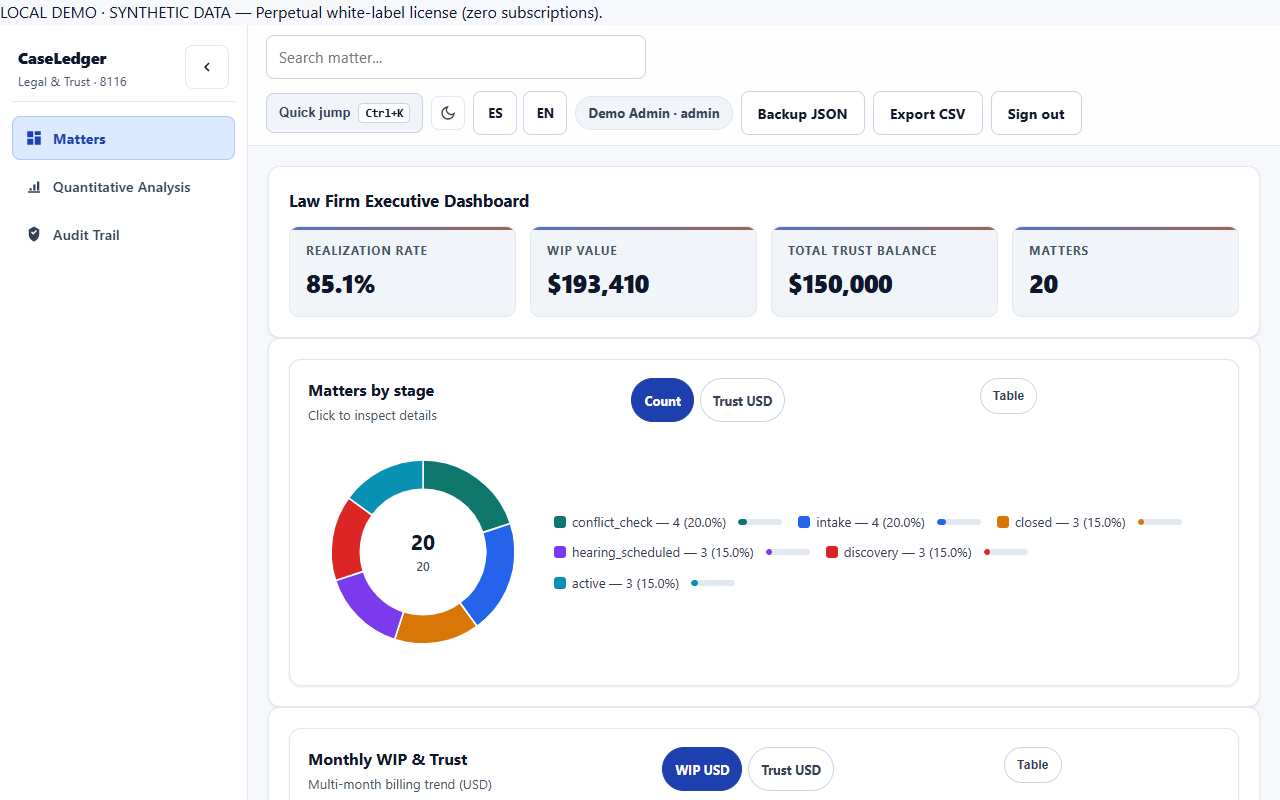 LOCAL DEMO · SYNTHETIC DATA — Perpetual white-label license (zero subscriptions).
CaseLedger
Legal & Trust · 8116
Matters
Quantitative Analysis
Audit Trail
Search matter...
Quick jump Ctrl+K
ES
EN
Demo Admin · admin
Backup JSON
Export CSV
Sign out
Law Firm Executive Dashboard
REALIZATION RATE
85.1%
WIP VALUE
$193,410
TOTAL TRUST BALANCE
$150,000
MATTERS
20
Matters by stage
Click to inspect details
Count
Trust USD
Table
20
20
conflict_check — 4 (20.0%)
intake — 4 (20.0%)
closed — 3 (15.0%)
hearing_scheduled — 3 (15.0%)
discovery — 3 (15.0%)
active — 3 (15.0%)
Monthly WIP & Trust
Multi-month billing trend (USD)
WIP USD
Trust USD
Table